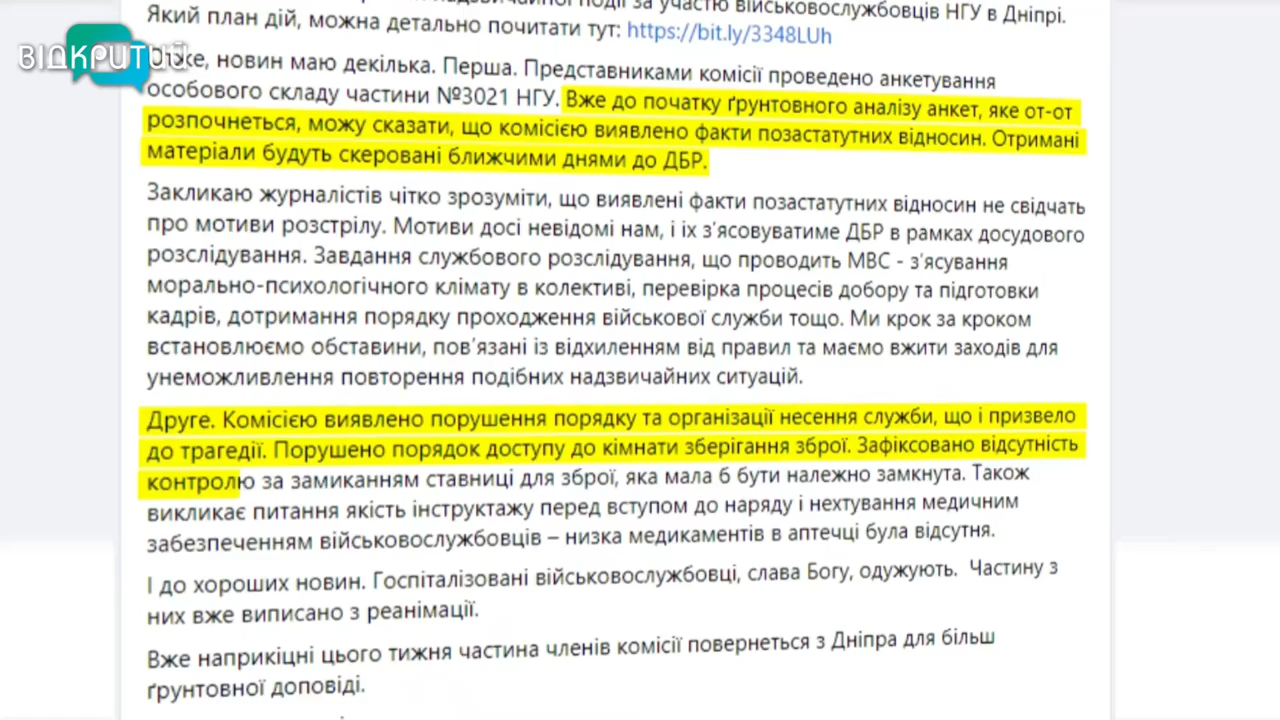 надзвичайної події за участю військовослужбовців НГУ в Дніпрі.
Який план дій, можна детально почитати тут: https://bit.ly/3348LUh
ВІДКРИТИЙ
же, новин маю декілька. Перша. Представниками комісії проведено анкетування
особового складу частини №3021 НГУ. Вже до початку ґрунтовного аналізу анкет, яке от-от
розпочнеться, можу сказати, що комісією виявлено факти позастатутних відносин. Отримані
матеріали будуть скеровані ближчими днями до ДБР.
Закликаю журналістів чітко зрозуміти, що виявлені факти позастатутних відносин не свідчать
про мотиви розстрілу. Мотиви досі невідомі нам, і їх з’ясовуватиме ДБР в рамках досудового
розслідування. Завдання службового розслідування, що проводить МВС - з’ясування
морально-психологічного клімату в колективі, перевірка процесів добору та підготовки
кадрів, дотримання порядку проходження військової служби тощо. Ми крок за кроком
встановлюємо обставини, пов’язані із відхиленням від правил та маємо вжити заходів для
унеможливлення повторення подібних надзвичайних ситуацій.
Друге. Комісією виявлено порушення порядку та організації несення служби, що і призвело
до трагедії. Порушено порядок доступу до кімнати зберігання зброї. Зафіксовано відсутність
контролю за замиканням ставниці для зброї, яка мала б бути належно замкнута. Також
викликає питання якість інструктажу перед вступом до наряду і нехтування медичним
забезпеченням військовослужбовців – низка медикаментів в аптечці була відсутня.
І до хороших новин. Госпіталізовані військовослужбовці, слава Богу, одужують. Частину з
них вже виписано з реанімації.
Вже наприкінці цього тижня частина членів комісії повернеться з Дніпра для більш
ґрунтовної доповіді.